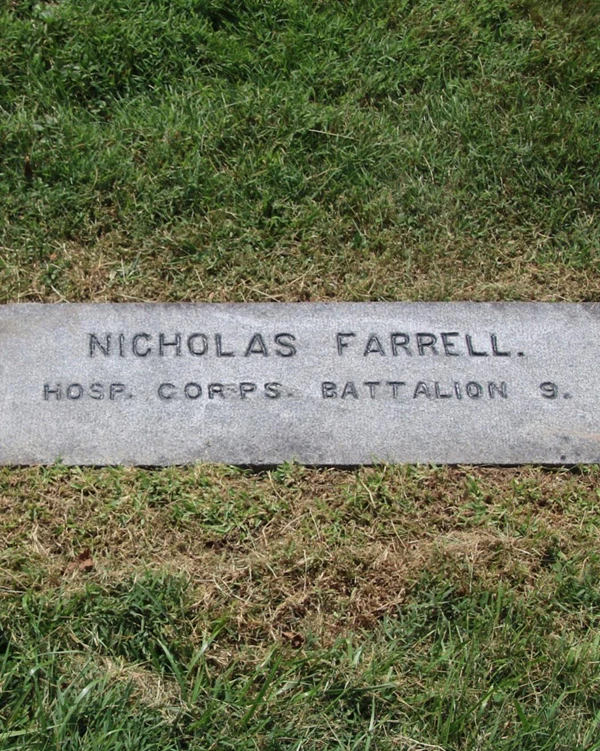 NICHOLAS FARRELL.
HOSP. CORPS. BATTALION 9.